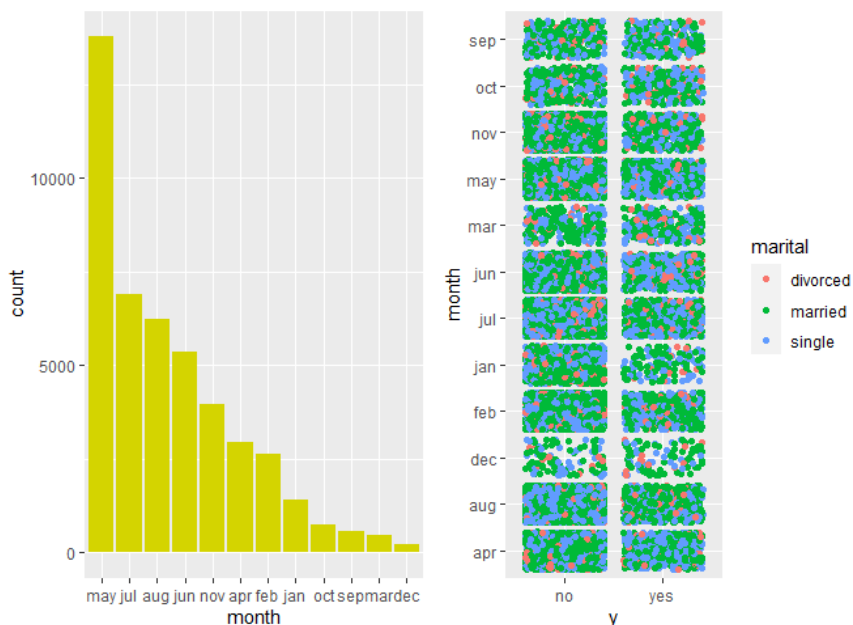 count
10000
5000
0
may jul aug jun nov apr feb jan oct sep mar dec
month
month
sep
oct
nov
may
mar
jun
jul
jan
feb
dec
aug
apr
no yes
y
marital
divorced
married
single